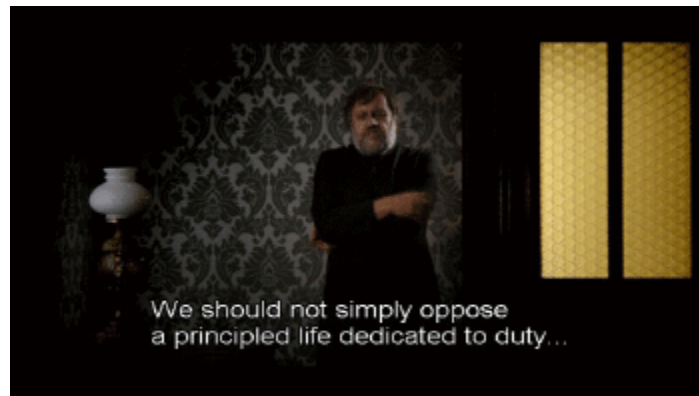 We should not simply oppose
a principled life dedicated to duty...